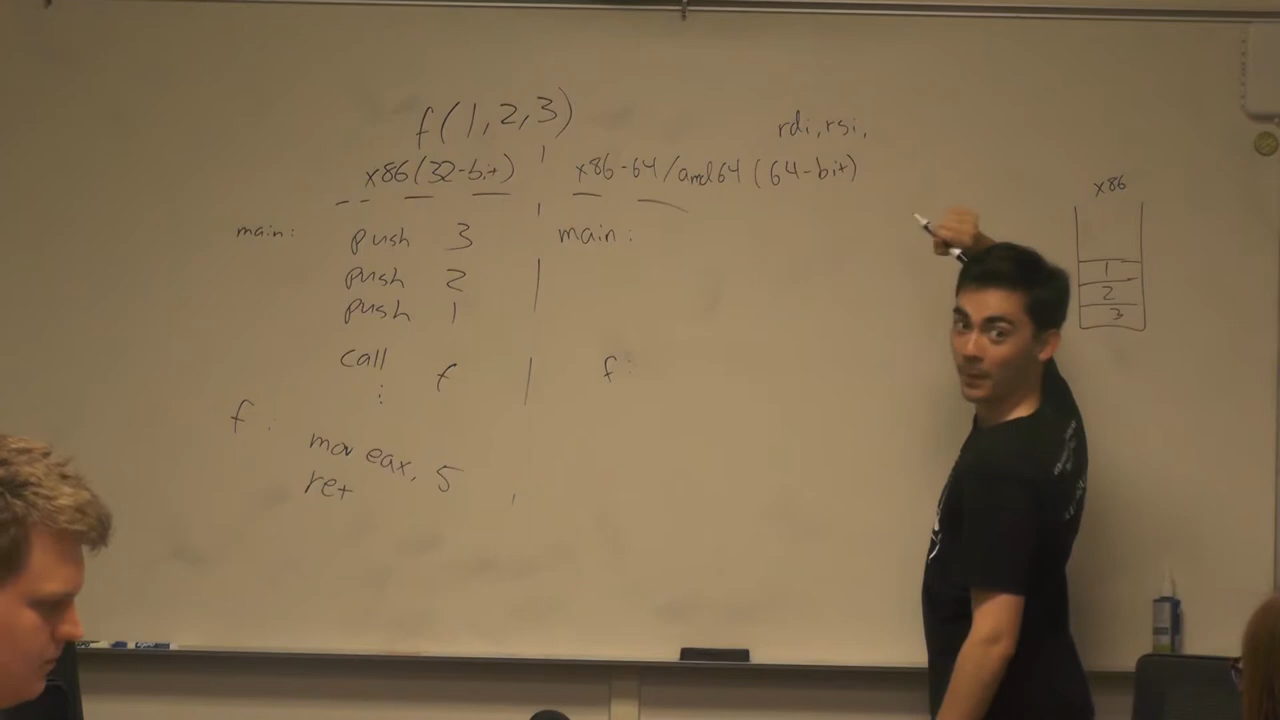 f(1,2,3)
rdi, rsi,
x86 (32-bit)
x86-64/amd64 (64-bit)
x86
main:
push 3
main:
push 2
push 1
1
2
3
call f
f:
⋮
f:
mov eax, 5
ret